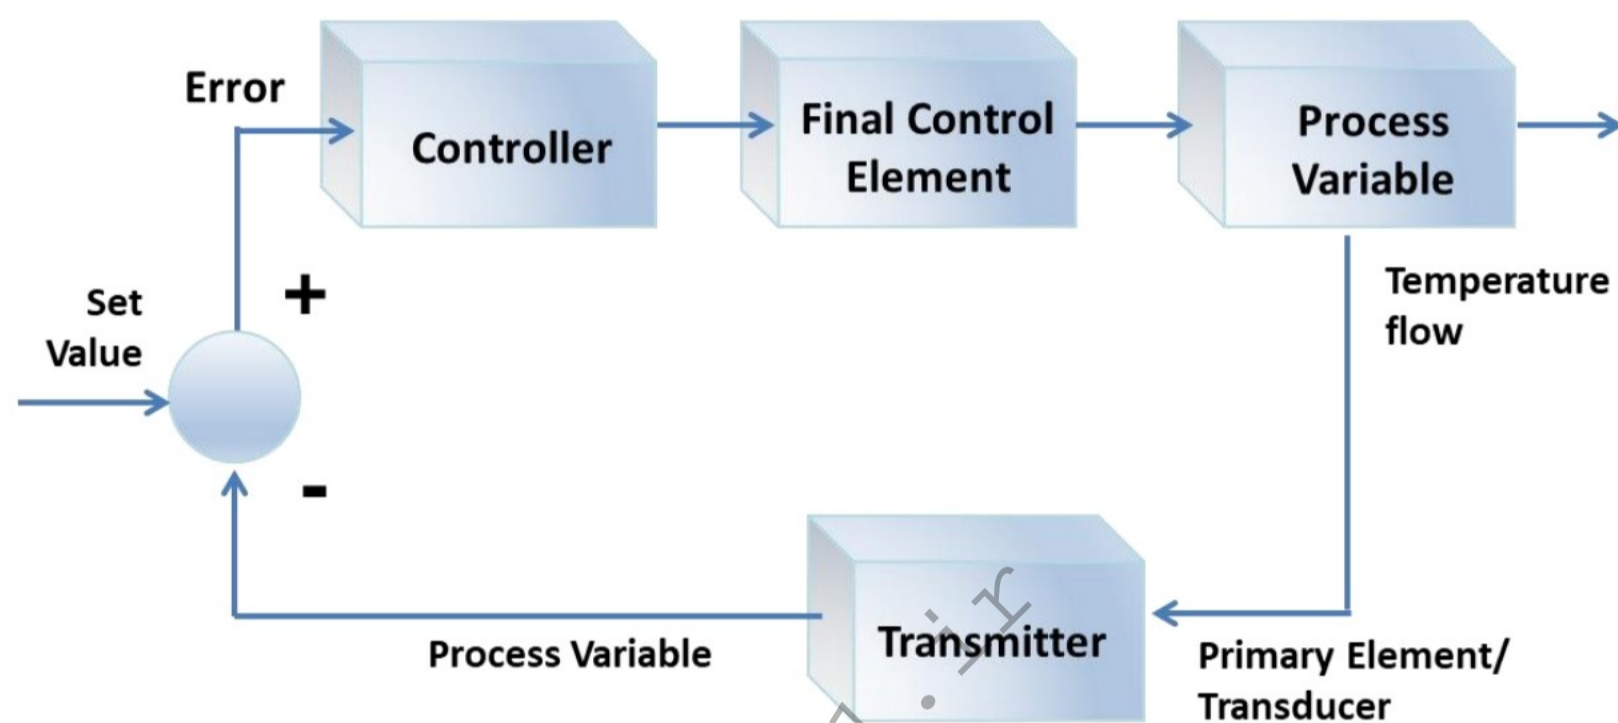 Error
Controller
Final Control
Element
Process
Variable
Set
Value
+
-
Temperature
flow
Transmitter
Process Variable
Primary Element/
Transducer